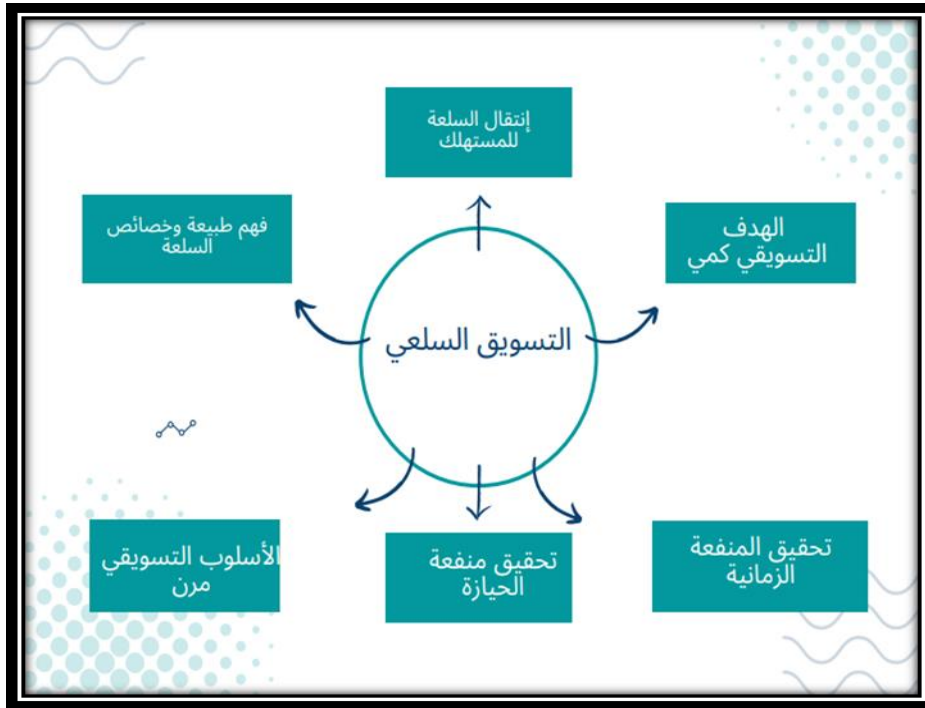 إنتقال السلعة
للمستهلك
الهدف
التسويقي كمي
فهم طبيعة وخصائص
السلعة
التسويق السلعي
تحقيق المنفعة
الزمانية
تحقيق منفعة
الحيازة
الأسلوب التسويقي
مرن